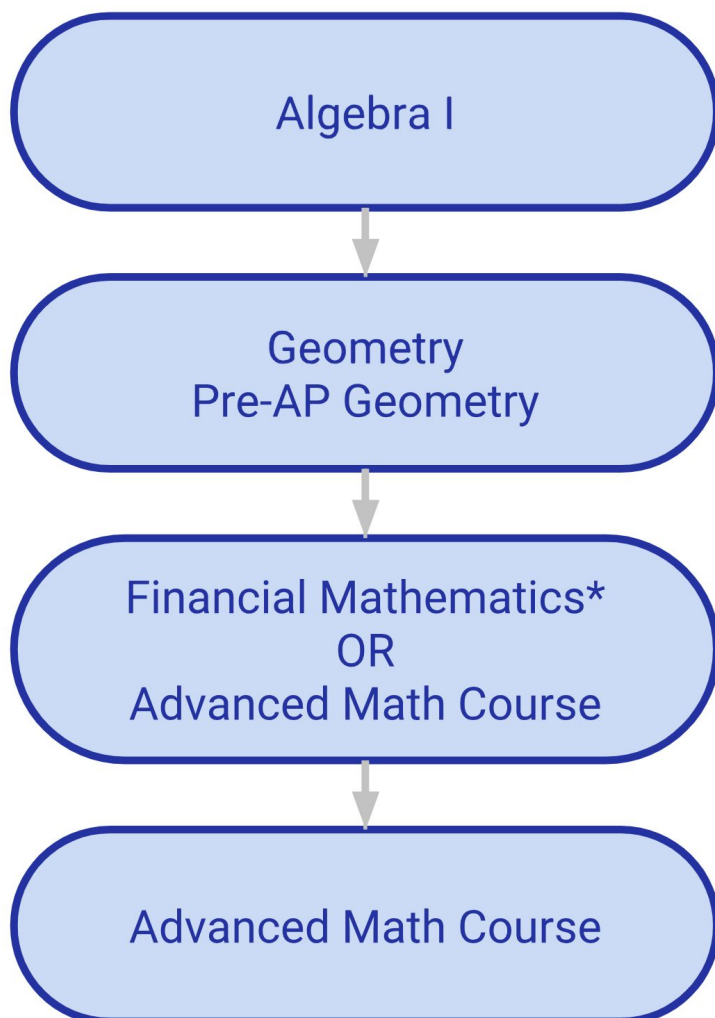 Algebra I
Geometry
Pre-AP Geometry
Financial Mathematics*
OR
Advanced Math Course
Advanced Math Course